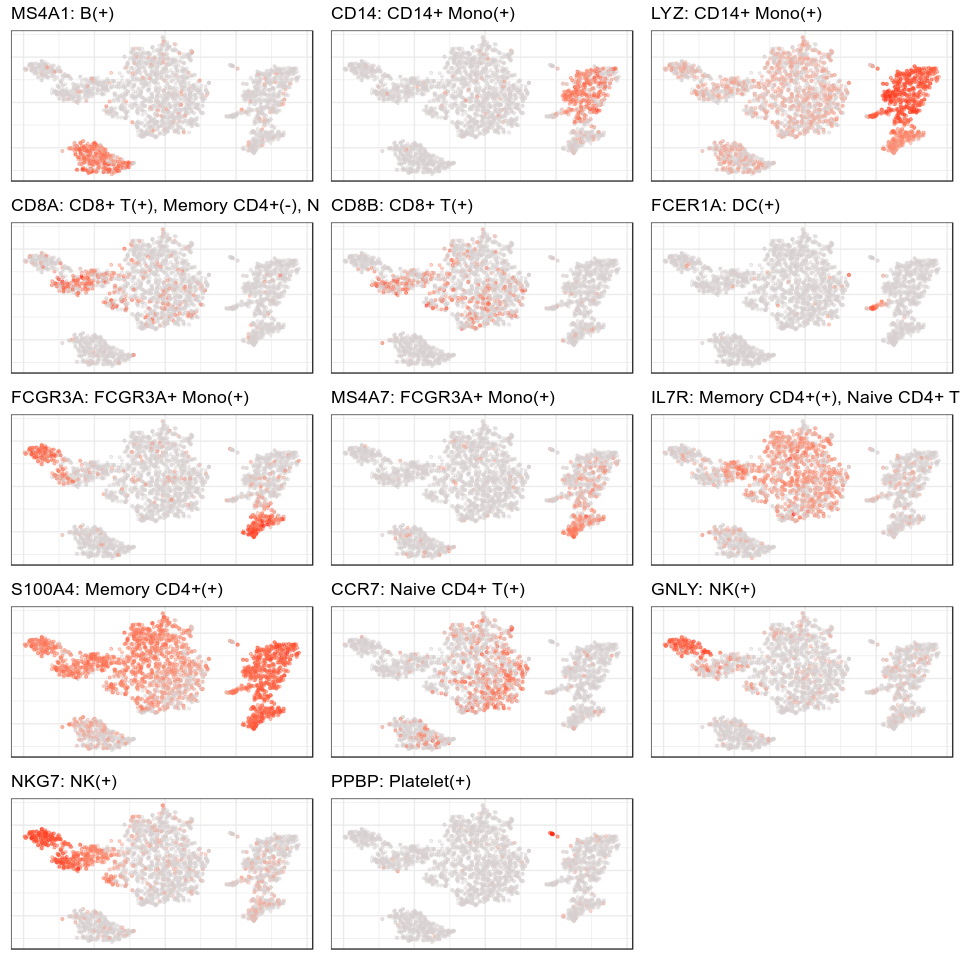 MS4A1: B(+)
CD14: CD14+ Mono(+)
LYZ: CD14+ Mono(+)
CD8A: CD8+ T(+), Memory CD4+(-), N
CD8B: CD8+ T(+)
FCER1A: DC(+)
FCGR3A: FCGR3A+ Mono(+)
MS4A7: FCGR3A+ Mono(+)
IL7R: Memory CD4+(+), Naive CD4+ T
S100A4: Memory CD4+(+)
CCR7: Naive CD4+ T(+)
GNLY: NK(+)
NKG7: NK(+)
PPBP: Platelet(+)